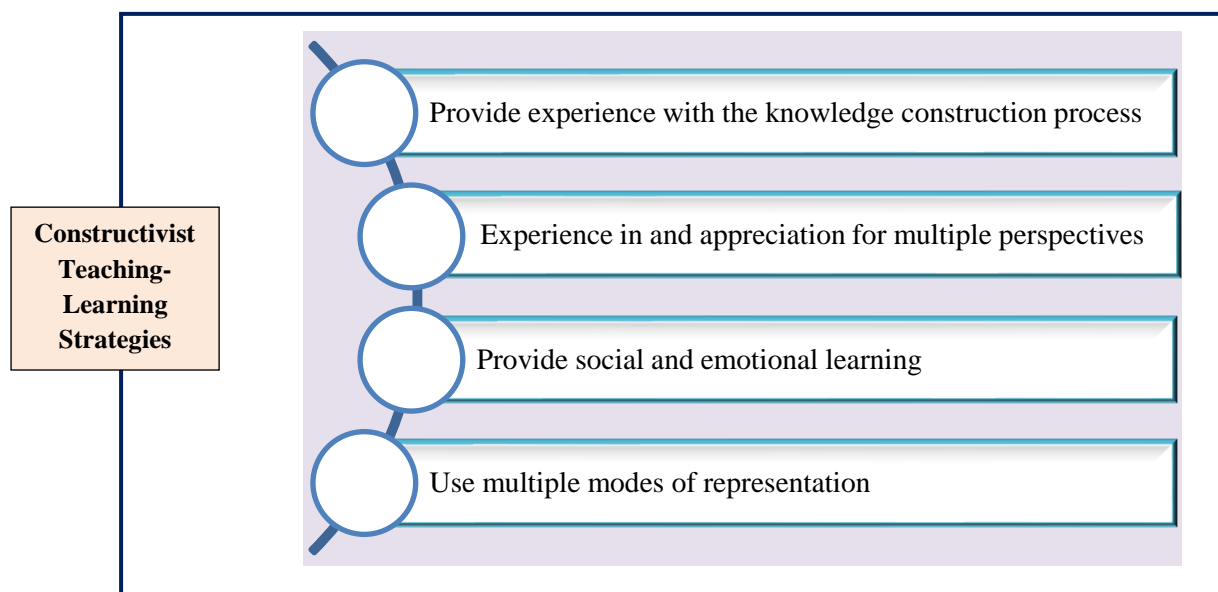 Constructivist
Teaching-
Learning
Strategies
Provide experience with the knowledge construction process
Experience in and appreciation for multiple perspectives
Provide social and emotional learning
Use multiple modes of representation